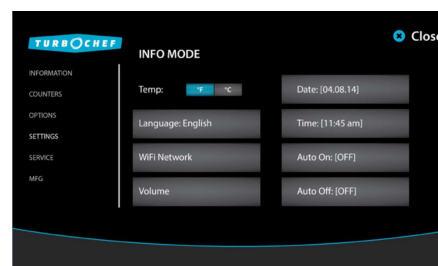 TURBOCHEF
Close
INFO MODE
INFORMATION
COUNTERS
OPTIONS
SETTINGS
SERVICE
MFG
Temp: °F °C
Language: English
WiFi Network
Volume
Date: [04.08.14]
Time: [11:45 am]
Auto On: [OFF]
Auto Off: [OFF]